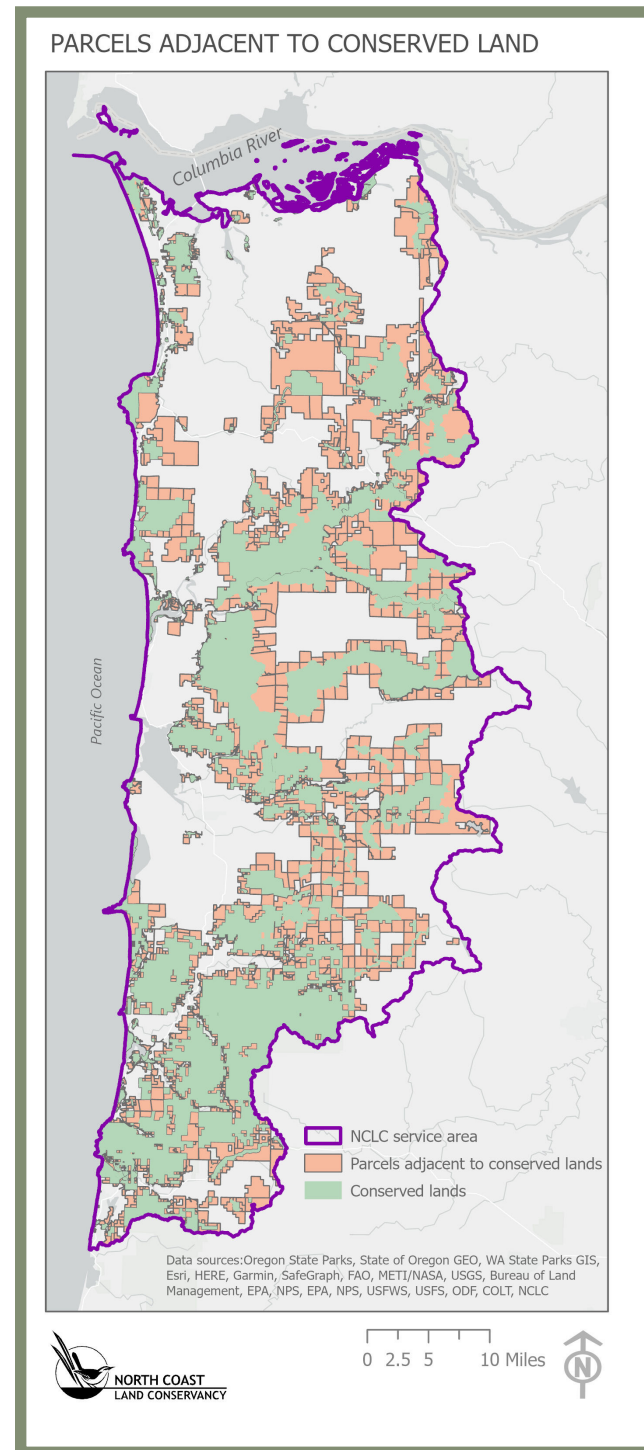 PARCELS ADJACENT TO CONSERVED LAND
Columbia River
Pacific Ocean
NCLC service area
Parcels adjacent to conserved lands
Conserved lands
Data sources:Oregon State Parks, State of Oregon GEO, WA State Parks GIS,
Esri, HERE, Garmin, SafeGraph, FAO, METI/NASA, USGS, Bureau of Land
Management, EPA, NPS, EPA, NPS, USFWS, USFS, ODF, COLT, NCLC
NORTH COAST
LAND CONSERVANCY
0 2.5 5 10 Miles
N